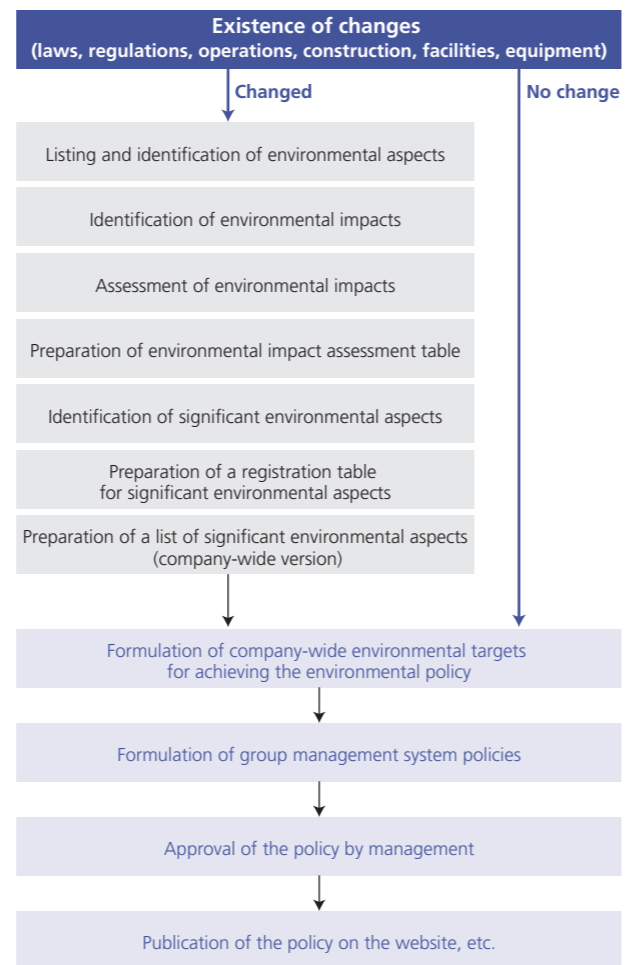 Existence of changes
(laws, regulations, operations, construction, facilities, equipment)
Changed
No change
Listing and identification of environmental aspects
Identification of environmental impacts
Assessment of environmental impacts
Preparation of environmental impact assessment table
Identification of significant environmental aspects
Preparation of a registration table
for significant environmental aspects
Preparation of a list of significant environmental aspects
(company-wide version)
Formulation of company-wide environmental targets
for achieving the environmental policy
Formulation of group management system policies
Approval of the policy by management
Publication of the policy on the website, etc.